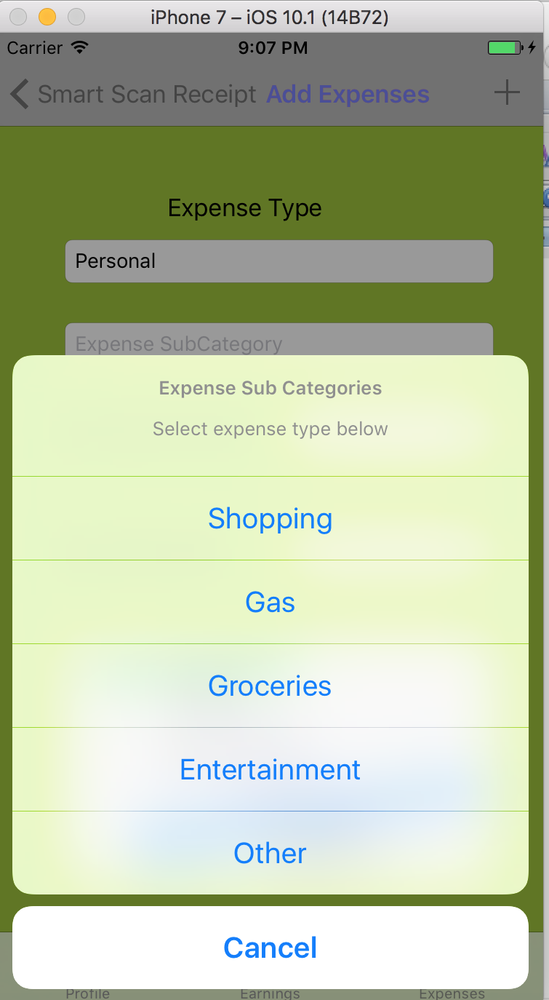 iPhone 7 – iOS 10.1 (14B72)
Carrier 9:07 PM
Smart Scan Receipt Add Expenses
Expense Type
Personal
Expense SubCategory
Expense Sub Categories
Select expense type below
Shopping
Gas
Groceries
Entertainment
Other
Cancel
Profile Earnings Expenses